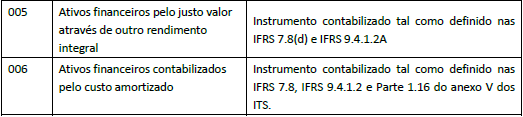 005
Ativos financeiros pelo justo valor
através de outro rendimento
integral
Instrumento contabilizado tal como definido nas
IFRS 7.8(d) e IFRS 9.4.1.2A
006
Ativos financeiros contabilizados
pelo custo amortizado
Instrumento contabilizado tal como definido nas
IFRS 7.8, IFRS 9.4.1.2 e Parte 1.16 do anexo V dos
ITS.